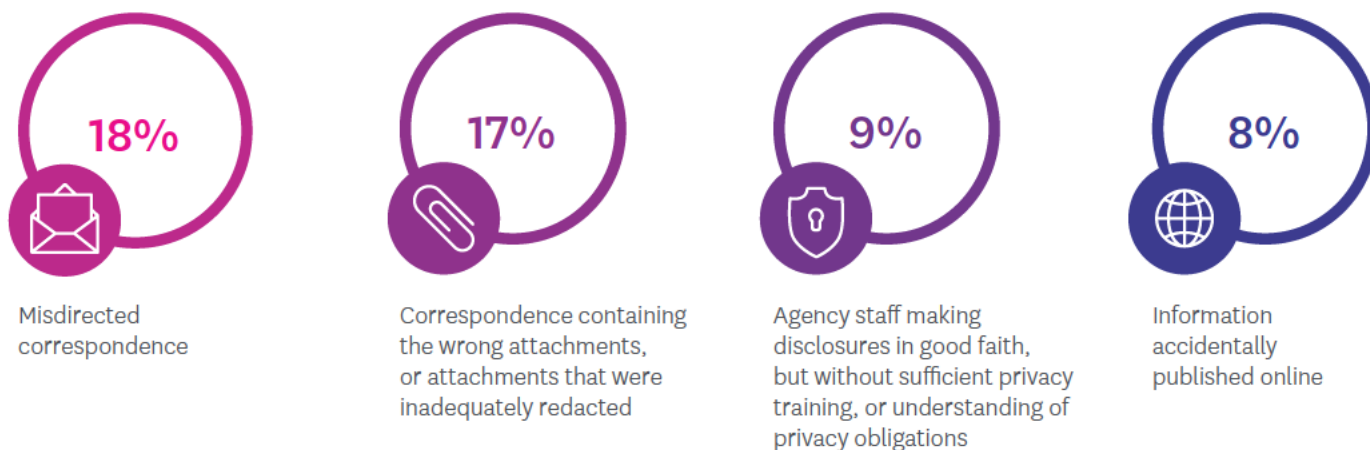 18%
17%
9%
8%
Misdirected
correspondence
Correspondence containing
the wrong attachments,
or attachments that were
inadequately redacted
Agency staff making
disclosures in good faith,
but without sufficient privacy
training, or understanding of
privacy obligations
Information
accidentally
published online